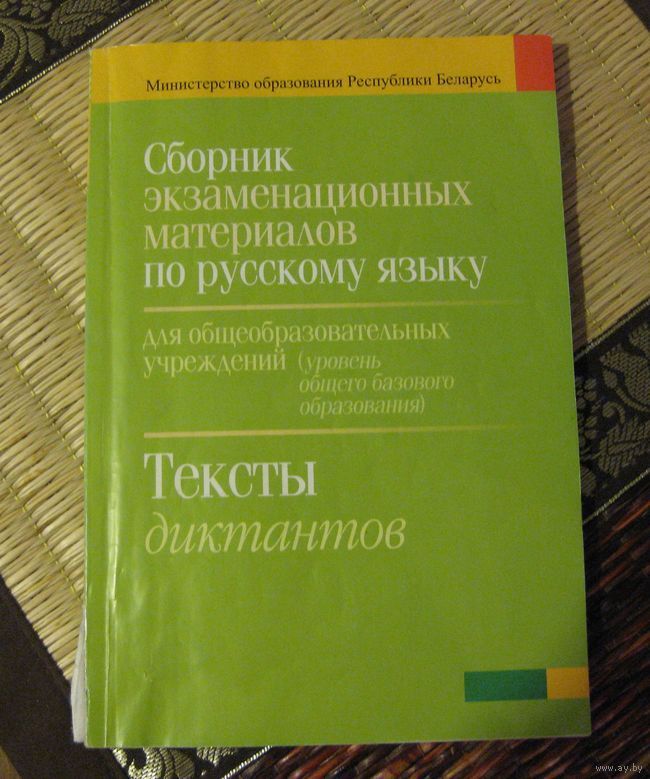 Министерство образования Республики Беларусь
Сборник
экзаменационных
материалов
по русскому языку
для общеобразовательных
учреждений (уровень
общего базового
образования)
Тексты
диктантов
www.ay.by